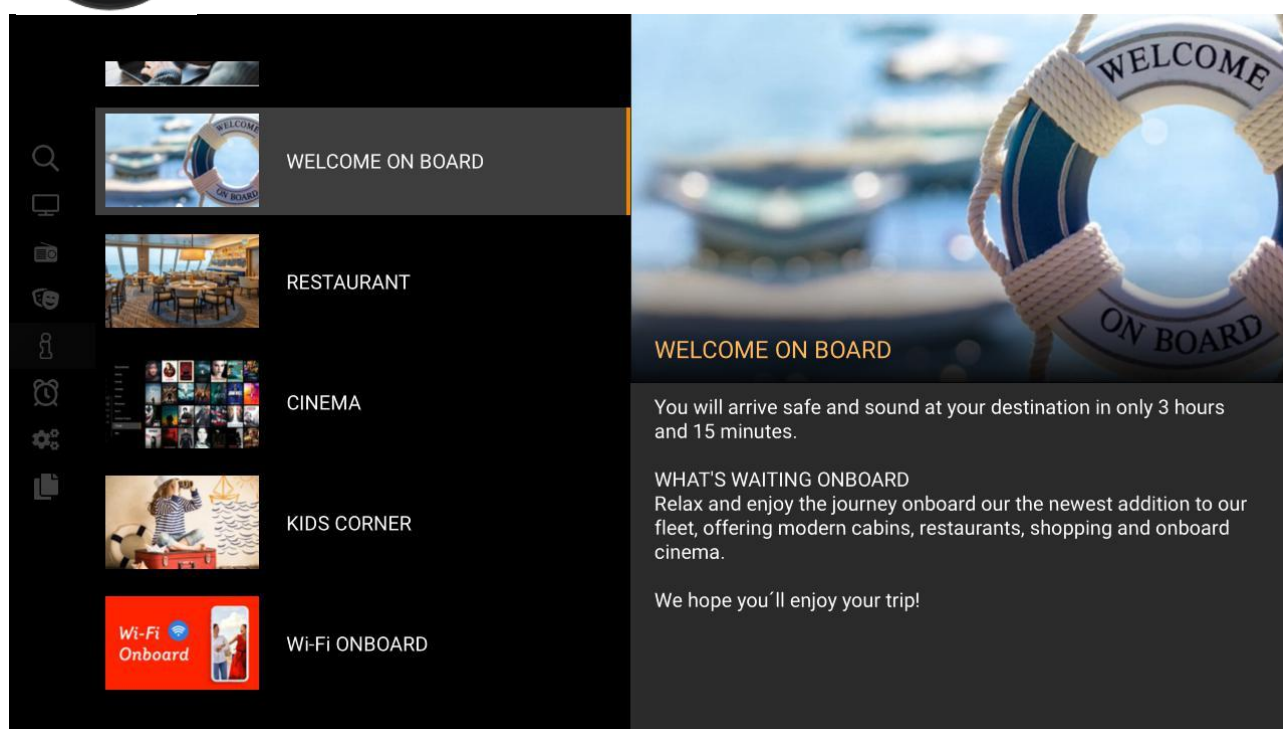 WELCOME
ON BOARD
WELCOME ON BOARD
RESTAURANT
CINEMA
KIDS CORNER
Wi-Fi
Onboard
Wi-Fi ONBOARD
WELCOME
ON BOARD
WELCOME ON BOARD
You will arrive safe and sound at your destination in only 3 hours
and 15 minutes.
WHAT'S WAITING ONBOARD
Relax and enjoy the journey onboard our the newest addition to our
fleet, offering modern cabins, restaurants, shopping and onboard
cinema.
We hope you´ll enjoy your trip!